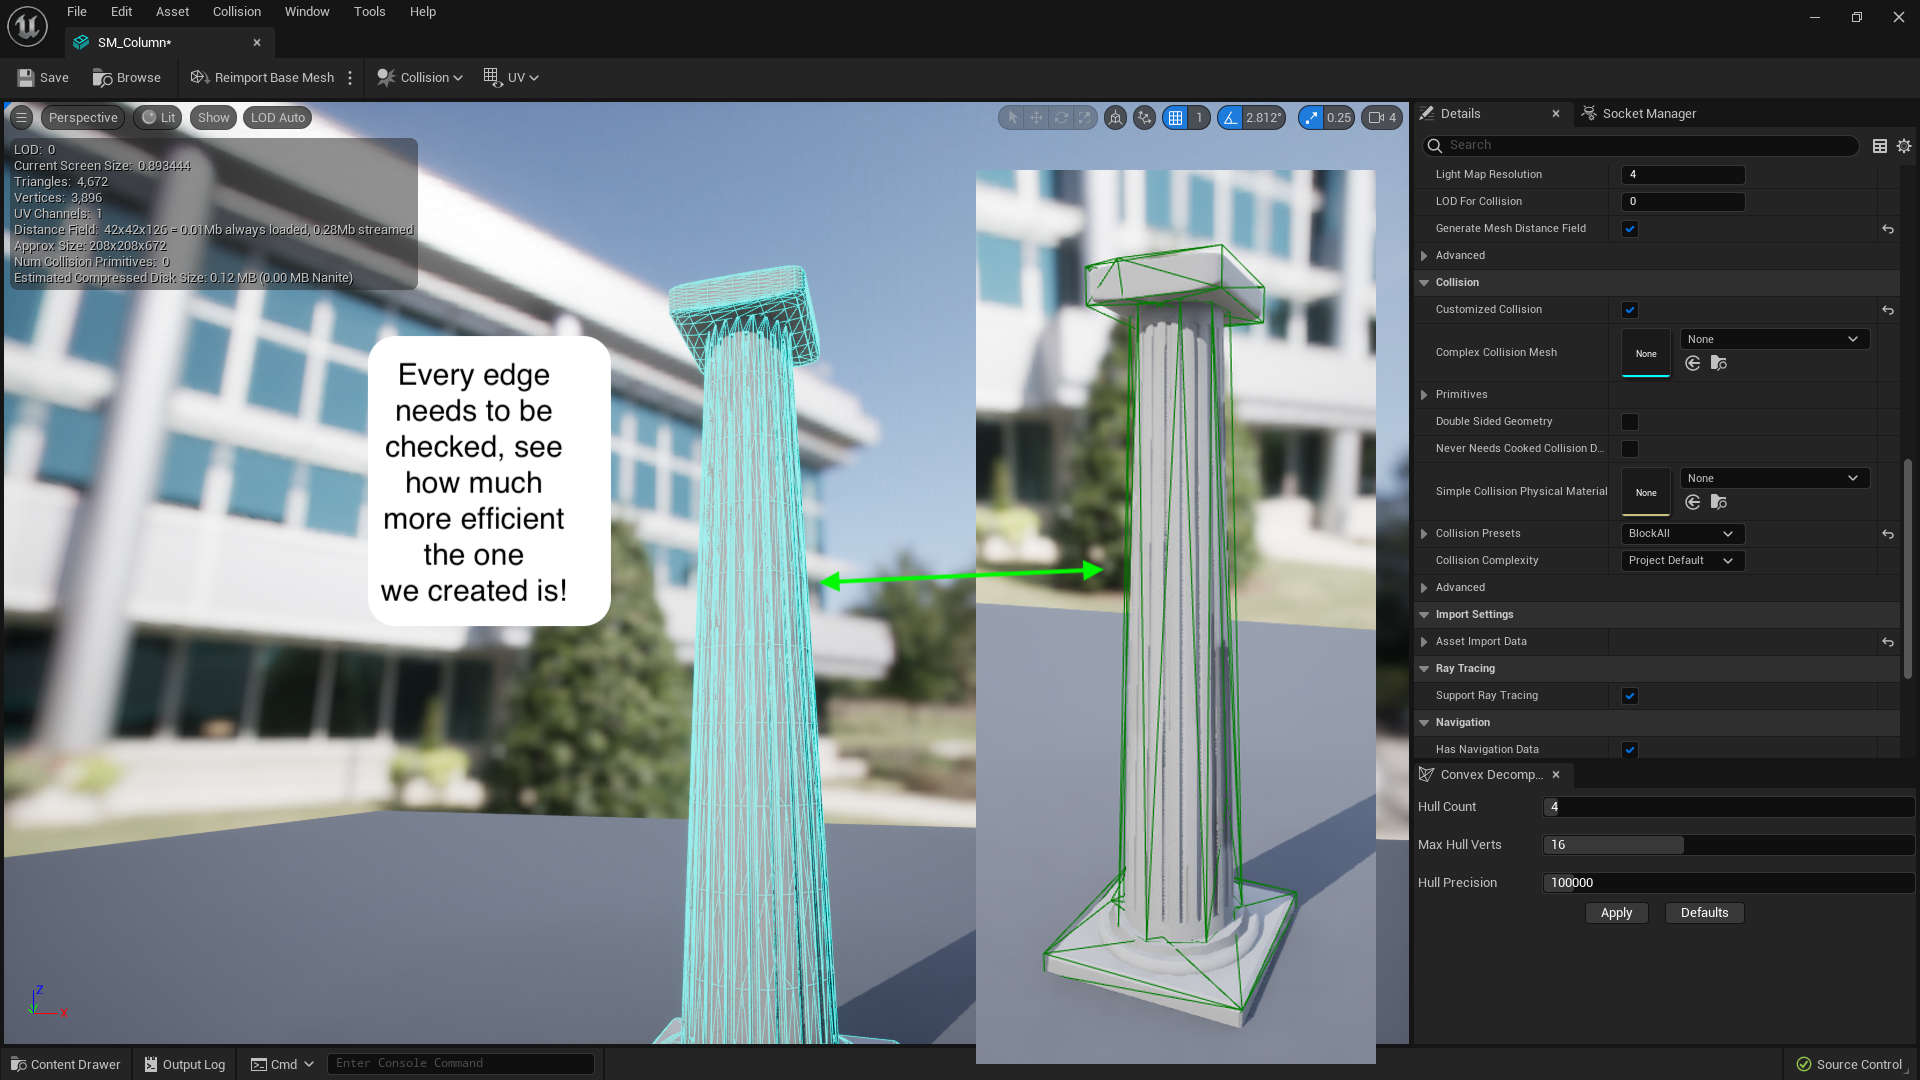 File Edit Asset Collision Window Tools Help
SM_Column*
Save Browse Reimport Base Mesh Collision UV
Perspective Lit Show LOD Auto 1 2.812° 0.25 4
LOD: 0
Current Screen Size: 0.893444
Triangles: 4,672
Vertices: 3,896
UV Channels: 1
Distance Field: 42x42x126 = 0.01Mb always loaded, 0.28Mb streamed
Approx Size: 208x208x672
Num Collision Primitives: 0
Estimated Compressed Disk Size: 0.12 MB (0.00 MB Nanite)
Every edge
needs to be
checked, see
how much
more efficient
the one
we created is!
Z
X
Details Socket Manager
Search
Light Map Resolution 4
LOD For Collision 0
Generate Mesh Distance Field
Advanced
Collision
Customized Collision
Complex Collision Mesh None None
Primitives
Double Sided Geometry
Never Needs Cooked Collision D...
Simple Collision Physical Material None None
Collision Presets BlockAll
Collision Complexity Project Default
Advanced
Import Settings
Asset Import Data
Ray Tracing
Support Ray Tracing
Navigation
Has Navigation Data
Convex Decomp...
Hull Count 4
Max Hull Verts 16
Hull Precision 100000
Apply Defaults
Content Drawer Output Log Cmd Enter Console Command Source Control